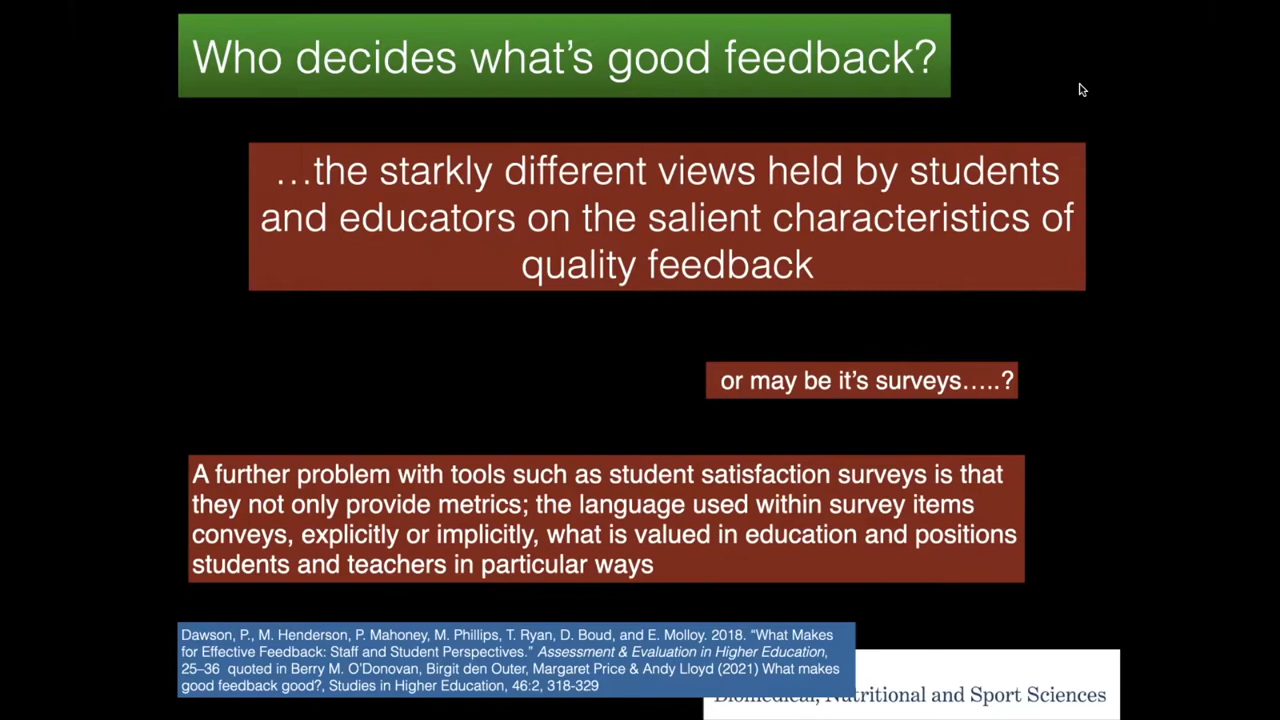 Who decides what's good feedback?
…the starkly different views held by students
and educators on the salient characteristics of
quality feedback
or may be it's surveys…..?
A further problem with tools such as student satisfaction surveys is that
they not only provide metrics; the language used within survey items
conveys, explicitly or implicitly, what is valued in education and positions
students and teachers in particular ways
Dawson, P., M. Henderson, P. Mahoney, M. Phillips, T. Ryan, D. Boud, and E. Molloy. 2018. “What Makes
for Effective Feedback: Staff and Student Perspectives.” Assessment & Evaluation in Higher Education,
25–36 quoted in Berry M. O’Donovan, Birgit den Outer, Margaret Price & Andy Lloyd (2021) What makes
good feedback good?, Studies in Higher Education, 46:2, 318-329
Biomedical, Nutritional and Sport Sciences